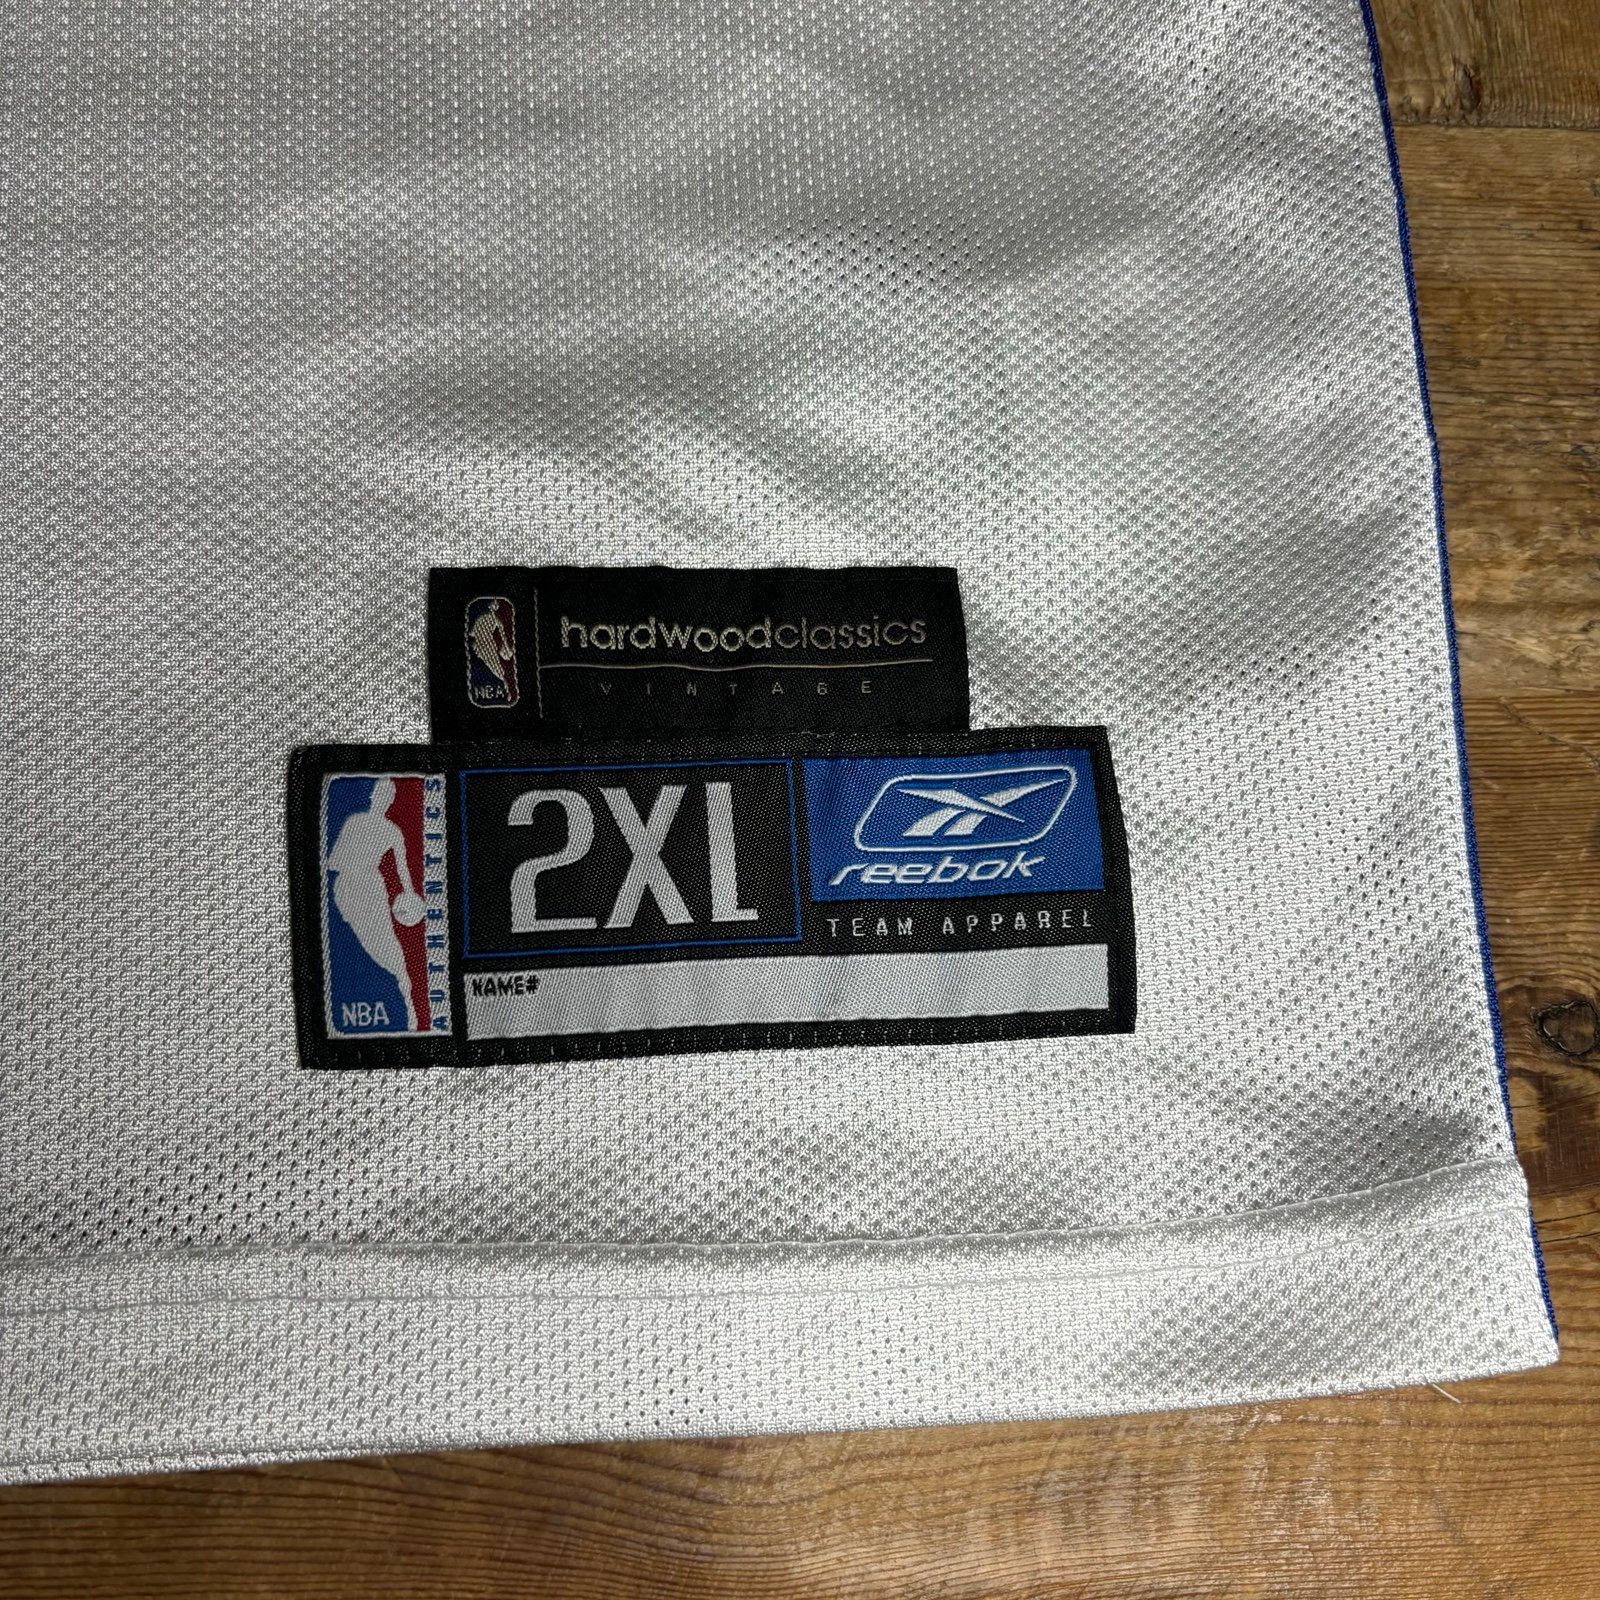 NBA
hardwoodclassics
VINTAGE
NBA
AUTHENTICS
2XL
reebok
TEAM APPAREL
NAME#